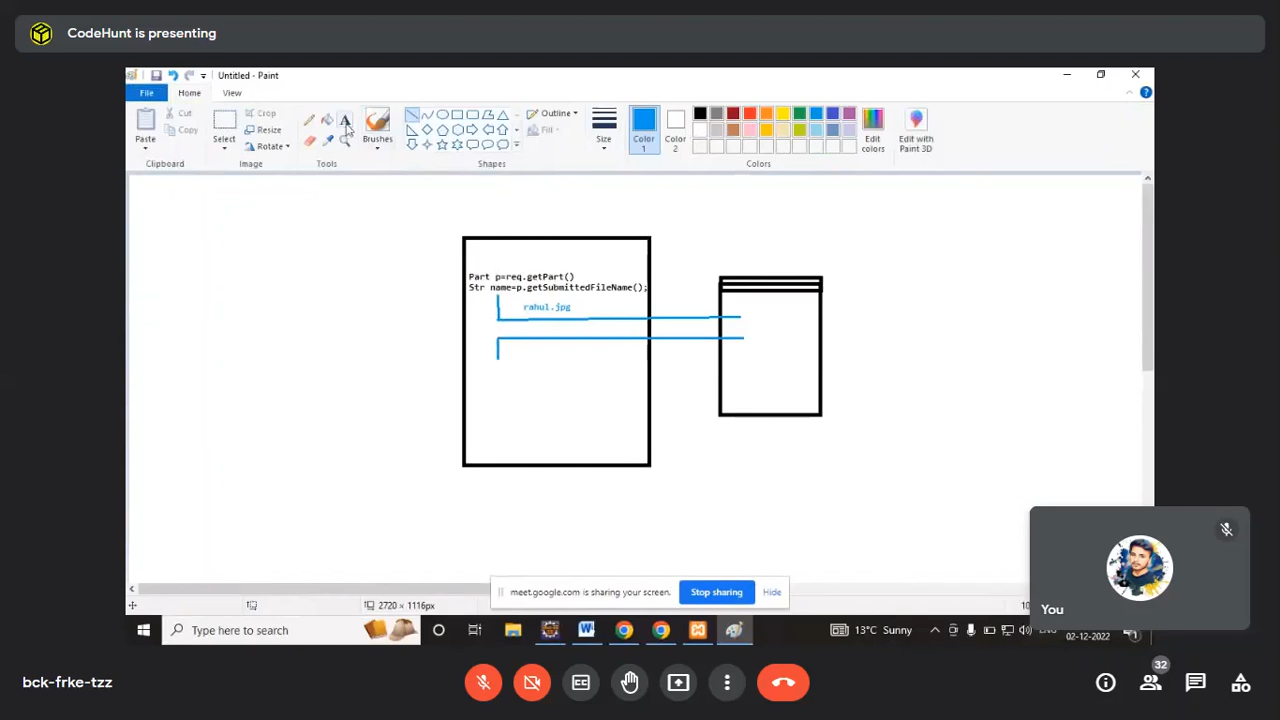 CodeHunt is presenting
Untitled - Paint
File
Home
View
Cut
Copy
Paste
Clipboard
Select
Crop
Resize
Rotate
Image
Tools
Brushes
Shapes
Outline
Fill
Size
Color 1
Color 2
Colors
Edit colors
Edit with Paint 3D
Part p=req.getPart()
Str name=p.getSubmittedFileName();
rahul.jpg
meet.google.com is sharing your screen.
Stop sharing
Hide
You
2720 × 1116px
Type here to search
13°C Sunny
02-12-2022
bck-frke-tzz
32